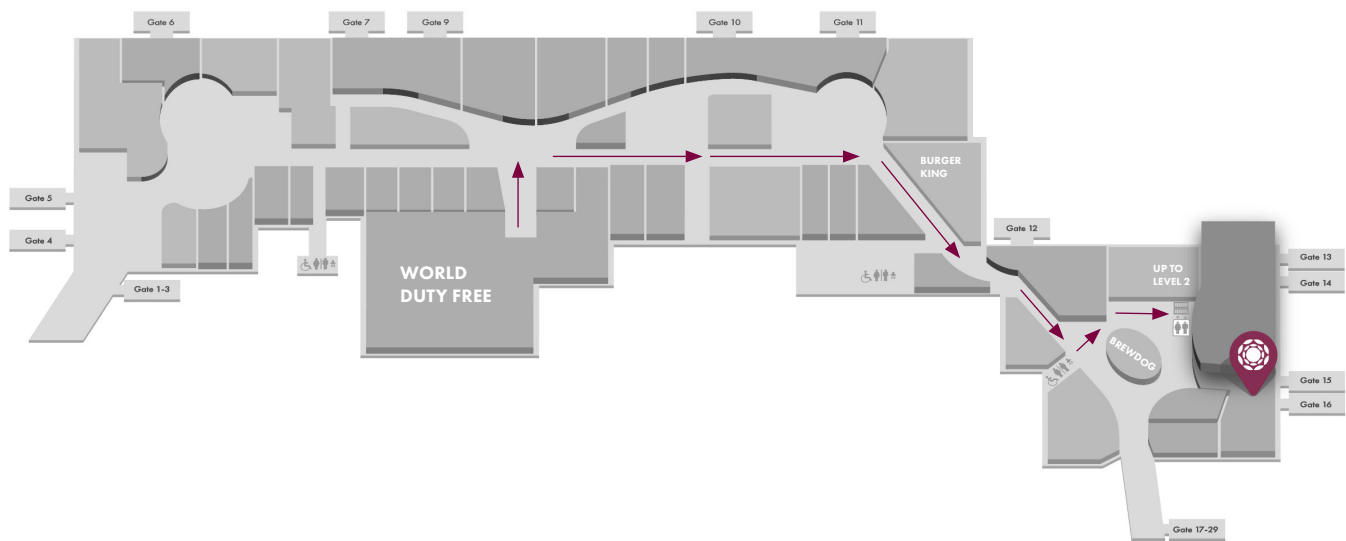 Gate 6
Gate 7
Gate 9
Gate 10
Gate 11
BURGER
KING
Gate 5
Gate 4
Gate 12
Gate 13
Gate 14
UP TO
LEVEL 2
WORLD
DUTY FREE
Gate 1-3
BREWDOG
Gate 15
Gate 16
Gate 17-29